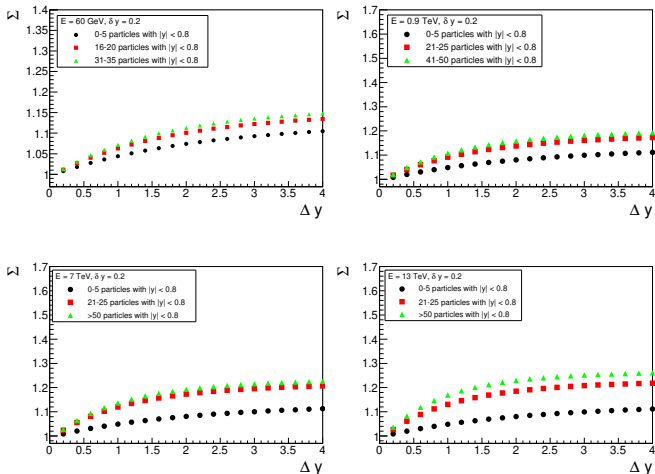 Σ
1.4
1.35
1.3
1.25
1.2
1.15
1.1
1.05
1
E = 60 GeV, δ y = 0.2
0-5 particles with |y| < 0.8
16-20 particles with |y| < 0.8
31-35 particles with |y| < 0.8
0 0.5 1 1.5 2 2.5 3 3.5 4
Δ y
Σ
1.7
1.6
1.5
1.4
1.3
1.2
1.1
1
E = 0.9 TeV, δ y = 0.2
0-5 particles with |y| < 0.8
21-25 particles with |y| < 0.8
41-50 particles with |y| < 0.8
0 0.5 1 1.5 2 2.5 3 3.5 4
Δ y
Σ
1.7
1.6
1.5
1.4
1.3
1.2
1.1
1
E = 7 TeV, δ y = 0.2
0-5 particles with |y| < 0.8
21-25 particles with |y| < 0.8
>50 particles with |y| < 0.8
0 0.5 1 1.5 2 2.5 3 3.5 4
Δ y
Σ
1.7
1.6
1.5
1.4
1.3
1.2
1.1
1
E = 13 TeV, δ y = 0.2
0-5 particles with |y| < 0.8
21-25 particles with |y| < 0.8
>50 particles with |y| < 0.8
0 0.5 1 1.5 2 2.5 3 3.5 4
Δ y